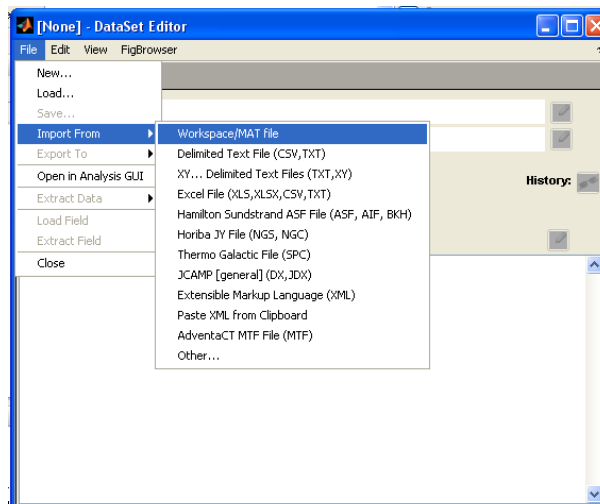 [None] - DataSet Editor
File Edit View FigBrowser
New...
Load...
Save...
Import From
Export To
Open in Analysis GUI
Extract Data
Load Field
Extract Field
Close
Workspace/MAT file
Delimited Text File (CSV,TXT)
XY... Delimited Text Files (TXT,XY)
Excel File (XLS,XLSX,CSV,TXT)
Hamilton Sundstrand ASF File (ASF, AIF, BKH)
Horiba JY File (NGS, NGC)
Thermo Galactic File (SPC)
JCAMP [general] (DX,JDX)
Extensible Markup Language (XML)
Paste XML from Clipboard
AdventaCT MTF File (MTF)
Other...
History: